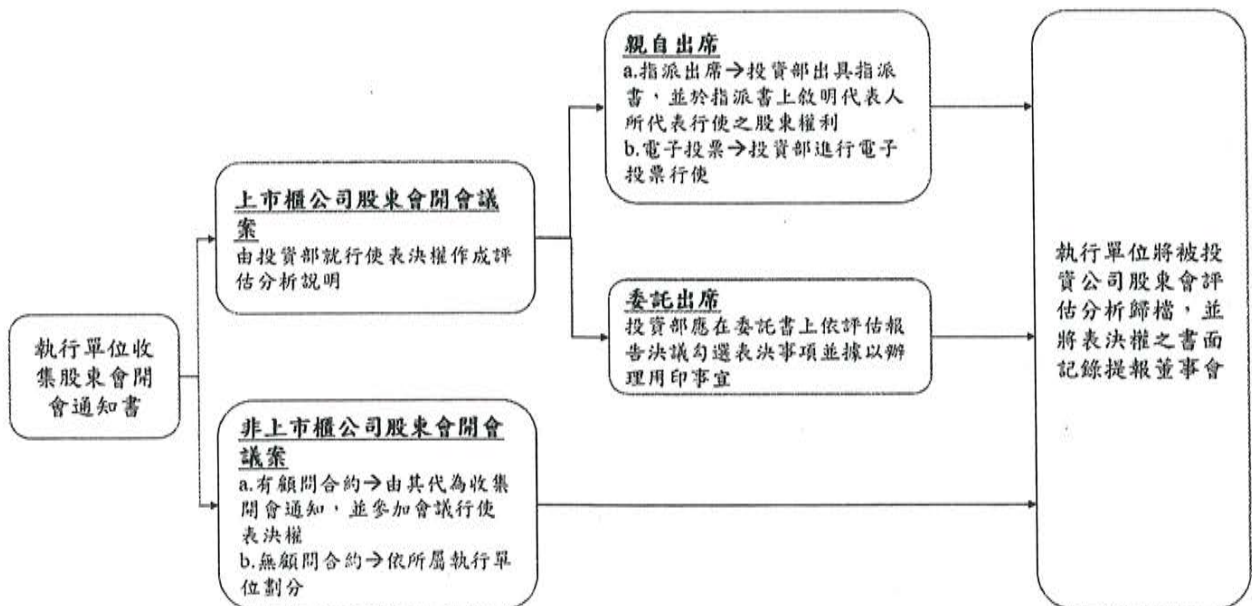 執行單位收
集股東會開
會通知書
上市櫃公司股東會開會議
案
由投資部就行使表決權作成評
估分析說明
非上市櫃公司股東會開會
議案
a.有顧問合約→由其代為收集
開會通知，並參加會議行使
表決權
b.無顧問合約→依所屬執行單
位劃分
親自出席
a.指派出席→投資部出具指派
書，並於指派書上敘明代表人
所代表行使之股東權利
b.電子投票→投資部進行電子
投票行使
委託出席
投資部應在委託書上依評估報
告決議勾選表決事項並據以辦
理用印事宜
執行單位將被投
資公司股東會評
估分析歸檔，並
將表決權之書面
記錄提報董事會